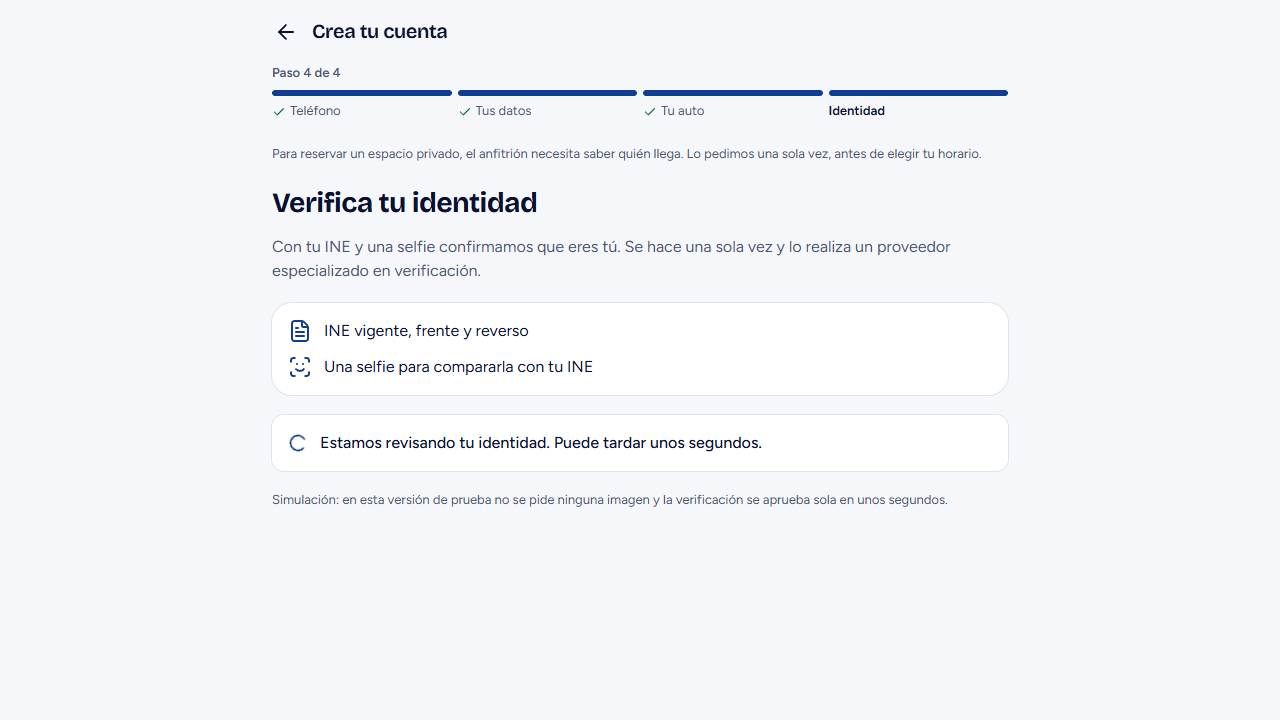 Crea tu cuenta
Paso 4 de 4
Teléfono
Tus datos
Tu auto
Identidad
Para reservar un espacio privado, el anfitrión necesita saber quién llega. Lo pedimos una sola vez, antes de elegir tu horario.
Verifica tu identidad
Con tu INE y una selfie confirmamos que eres tú. Se hace una sola vez y lo realiza un proveedor
especializado en verificación.
INE vigente, frente y reverso
Una selfie para compararla con tu INE
Estamos revisando tu identidad. Puede tardar unos segundos.
Simulación: en esta versión de prueba no se pide ninguna imagen y la verificación se aprueba sola en unos segundos.